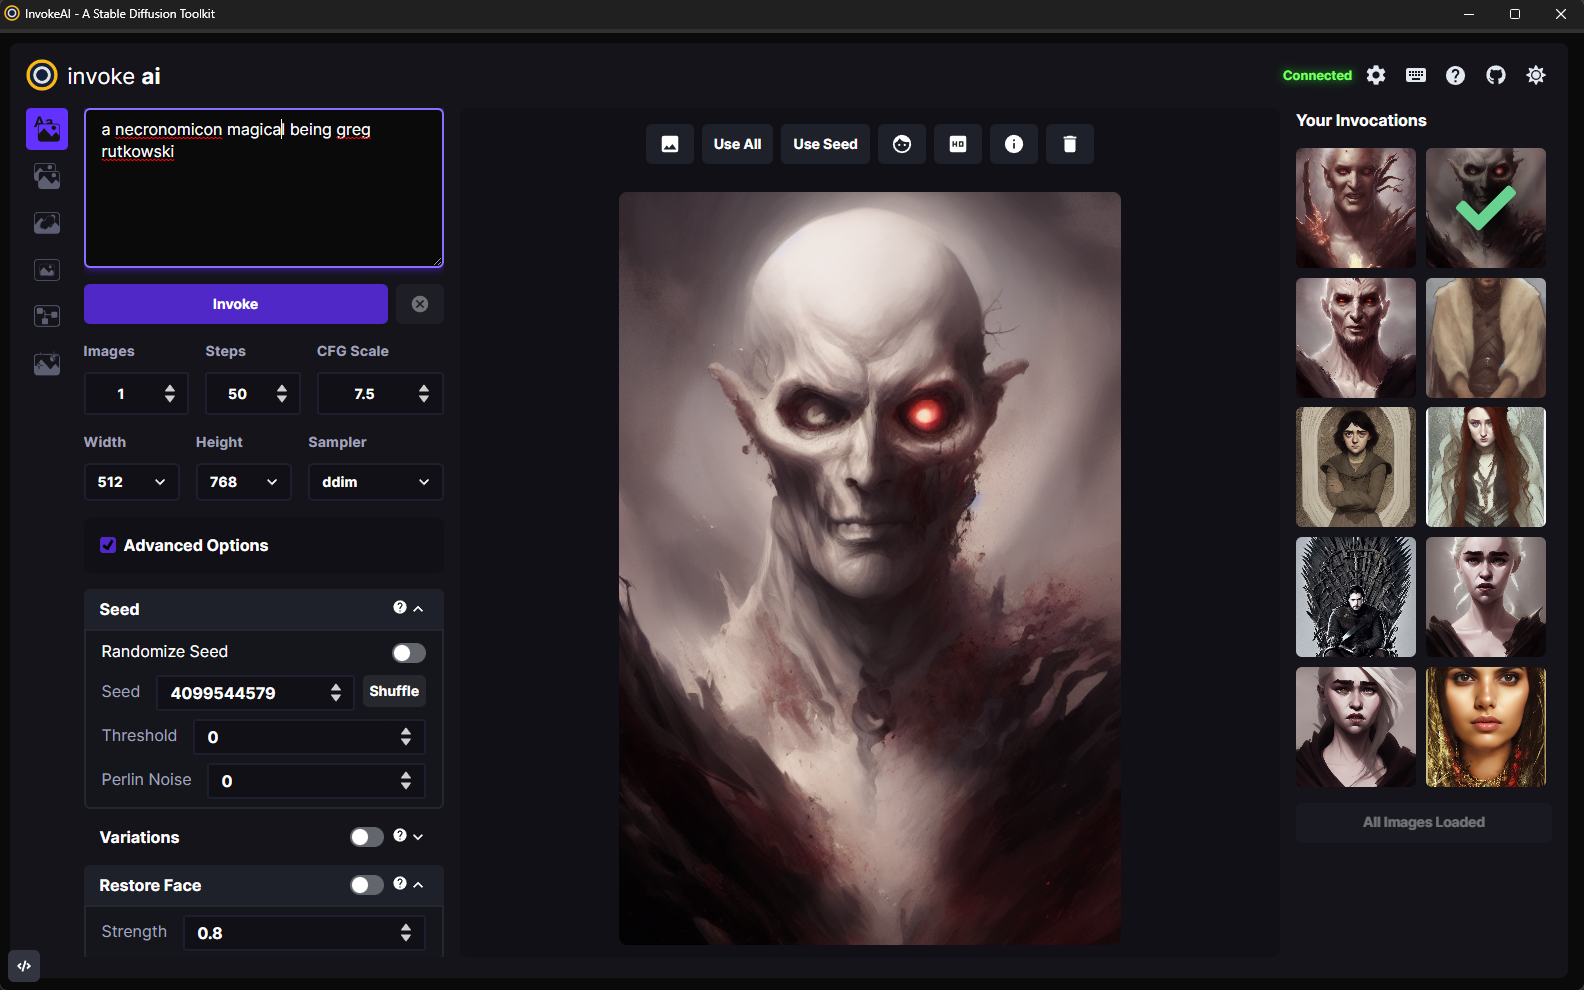 InvokeAI - A Stable Diffusion Toolkit
invoke ai
Connected
a necronomicon magical being greg
rutkowski
Invoke
Images
Steps
CFG Scale
1
50
7.5
Width
Height
Sampler
512
768
ddim
Advanced Options
Seed
Randomize Seed
Seed
4099544579
Shuffle
Threshold
0
Perlin Noise
0
Variations
Restore Face
Strength
0.8
Use All
Use Seed
HD
Your Invocations
All Images Loaded